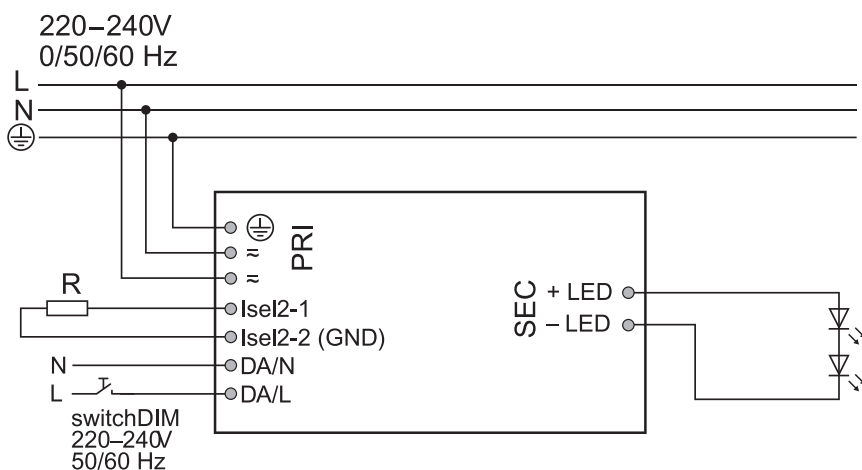 220–240V
0/50/60 Hz
L
N
PRI
≂
≂
R
Isel2-1
Isel2-2 (GND)
N
DA/N
L
DA/L
switchDIM
220–240V
50/60 Hz
SEC
+ LED
– LED